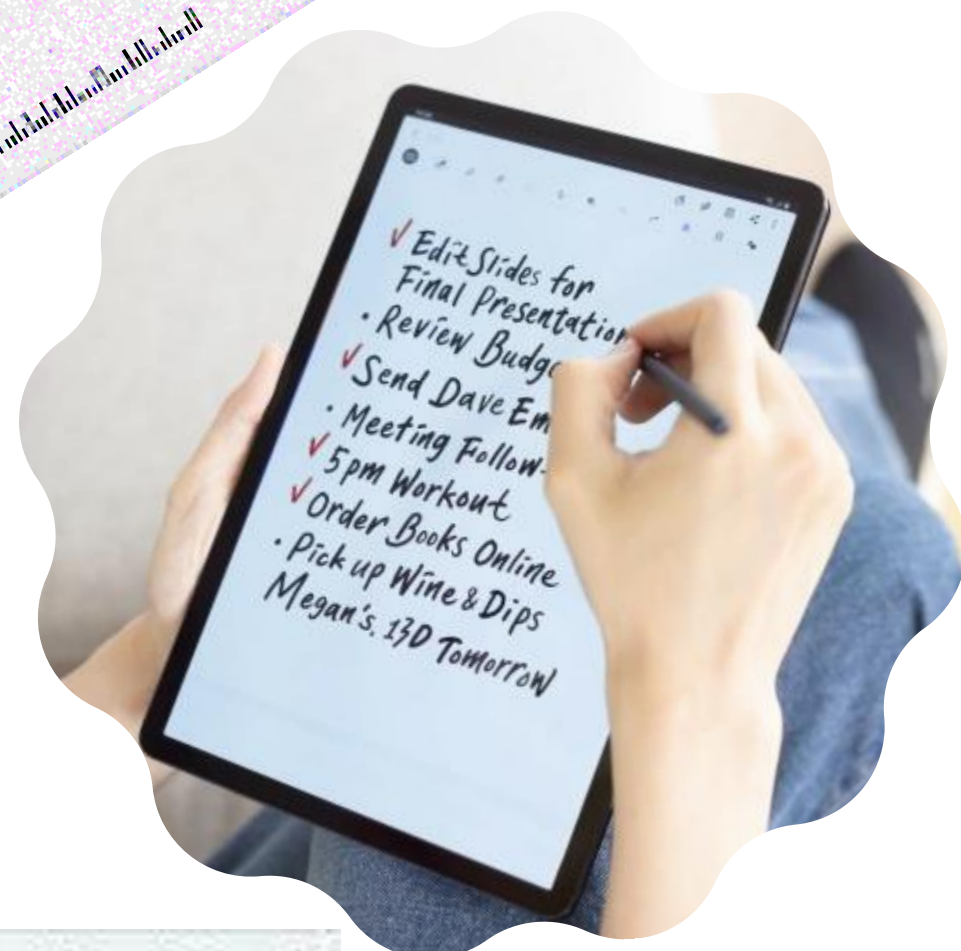 Edit Slides for
Final Presentation
Review
Send Dave
Meeting
5pm Workout
Order Books Online
Pick up Wine & Dips
Megan's. BD Tomorrow